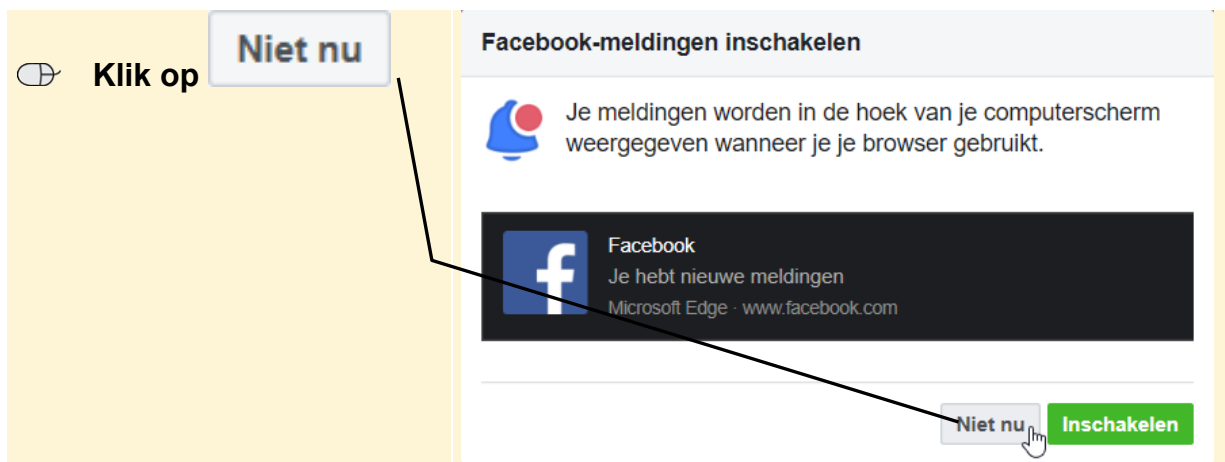 Klik op Niet nu
Facebook-meldingen inschakelen
Je meldingen worden in de hoek van je computerscherm
weergegeven wanneer je je browser gebruikt.
Facebook
Je hebt nieuwe meldingen
Microsoft Edge · www.facebook.com
Niet nu Inschakelen